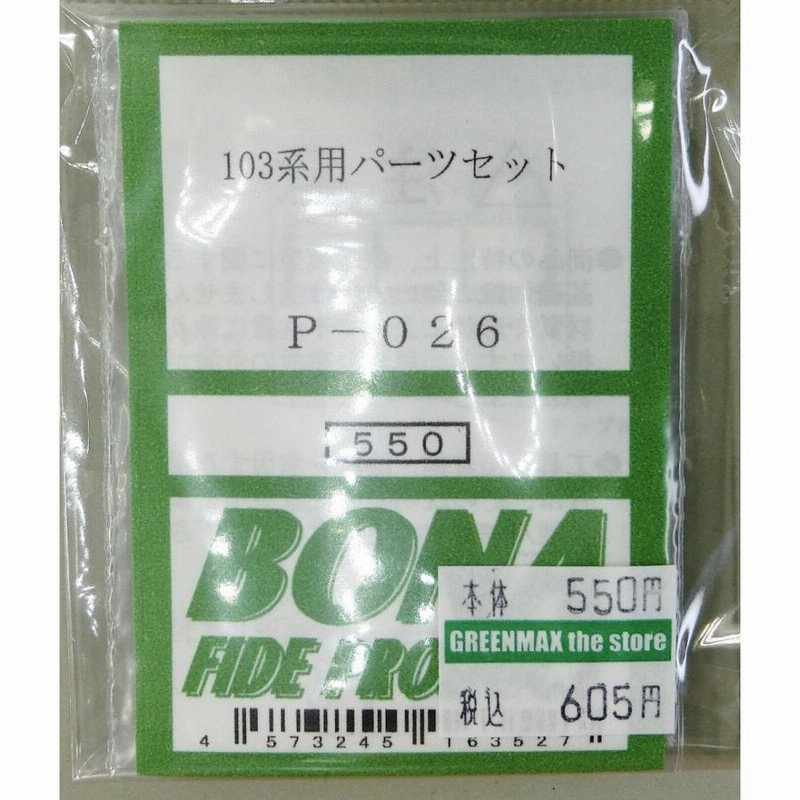 103系用パーツセット
P-026
550
BONA
FIDE PRO
本体 550円
GREENMAX the store
税込 605円
4 573245 163527